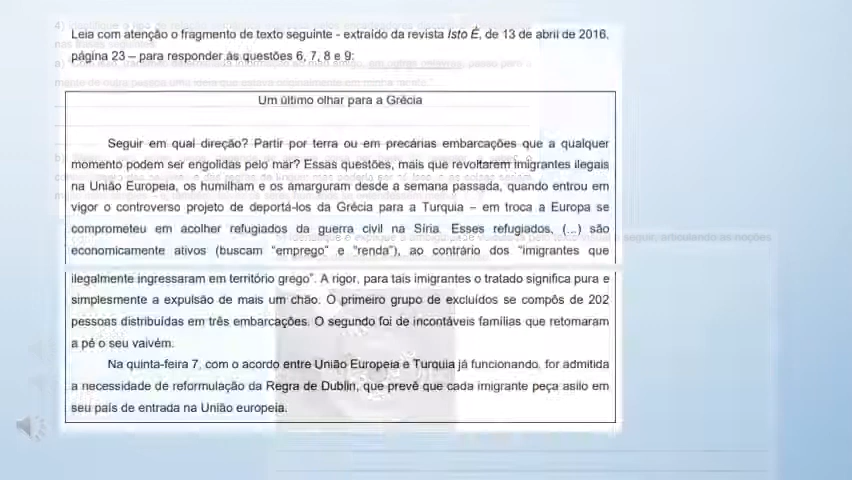 Leia com atenção o fragmento de texto seguinte - extraído da revista Isto É, de 13 de abril de 2016,
página 23 – para responder às questões 6, 7, 8 e 9:
Um último olhar para a Grécia
Seguir em qual direção? Partir por terra ou em precárias embarcações que a qualquer
momento podem ser engolidas pelo mar? Essas questões, mais que revoltarem imigrantes ilegais
na União Europeia, os humilham e os amarguram desde a semana passada, quando entrou em
vigor o controverso projeto de deportá-los da Grécia para a Turquia – em troca a Europa se
comprometeu em acolher refugiados da guerra civil na Síria. Esses refugiados, (...) são
economicamente ativos (buscam "emprego" e "renda"), ao contrário dos "imigrantes que
ilegalmente ingressaram em território grego". A rigor, para tais imigrantes o tratado significa pura e
simplesmente a expulsão de mais um chão. O primeiro grupo de excluídos se compôs de 202
pessoas distribuídas em três embarcações. O segundo foi de incontáveis famílias que retomaram
a pé o seu vaivém.
Na quinta-feira 7, com o acordo entre União Europeia e Turquia já funcionando, for admitida
a necessidade de reformulação da Regra de Dublin, que prevê que cada imigrante peça asilo em
seu país de entrada na União europeia.